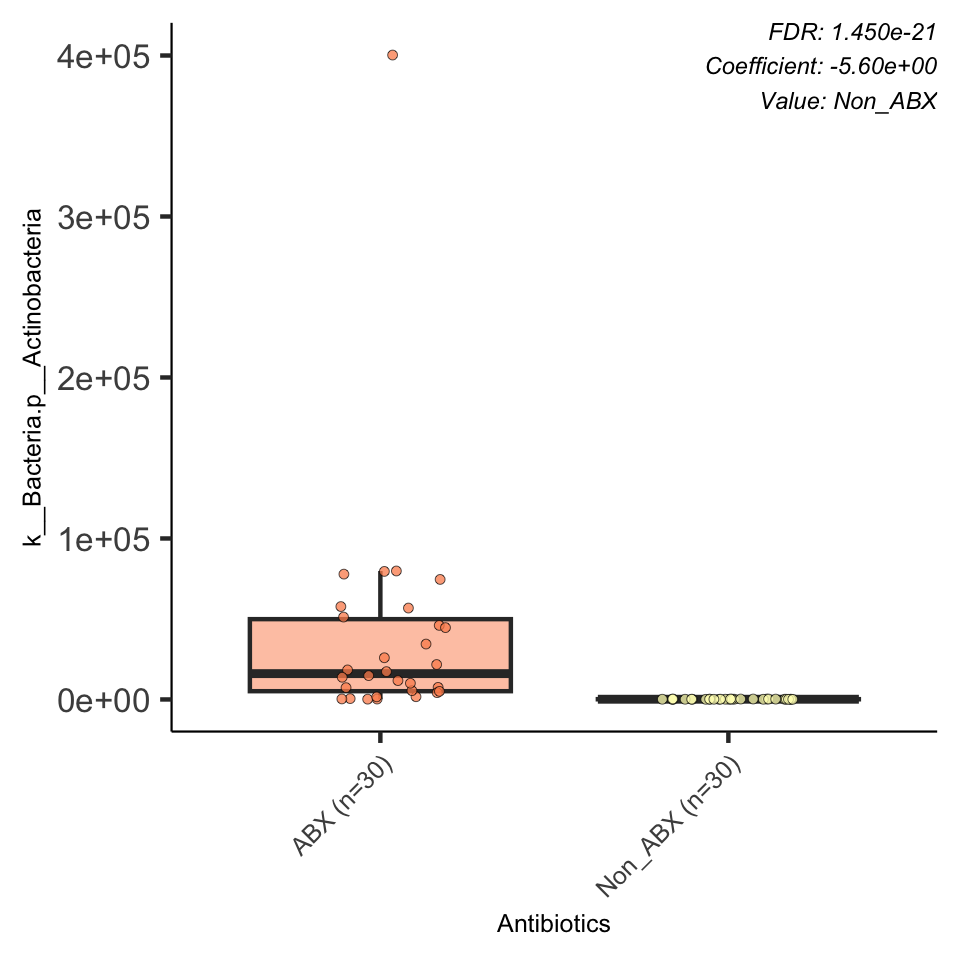 FDR: 1.450e-21
Coefficient: -5.60e+00
Value: Non_ABX
k__Bacteria.p__Actinobacteria
4e+05
3e+05
2e+05
1e+05
0e+00
ABX (n=30)
Non_ABX (n=30)
Antibiotics